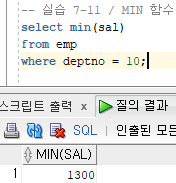 -- 실습 7-11 / MIN 함수
select min(sal)
from emp
where deptno = 10;
스크립트 출력 × 질의 결과
SQL | 인출된 모든
MIN(SAL)
1 1300